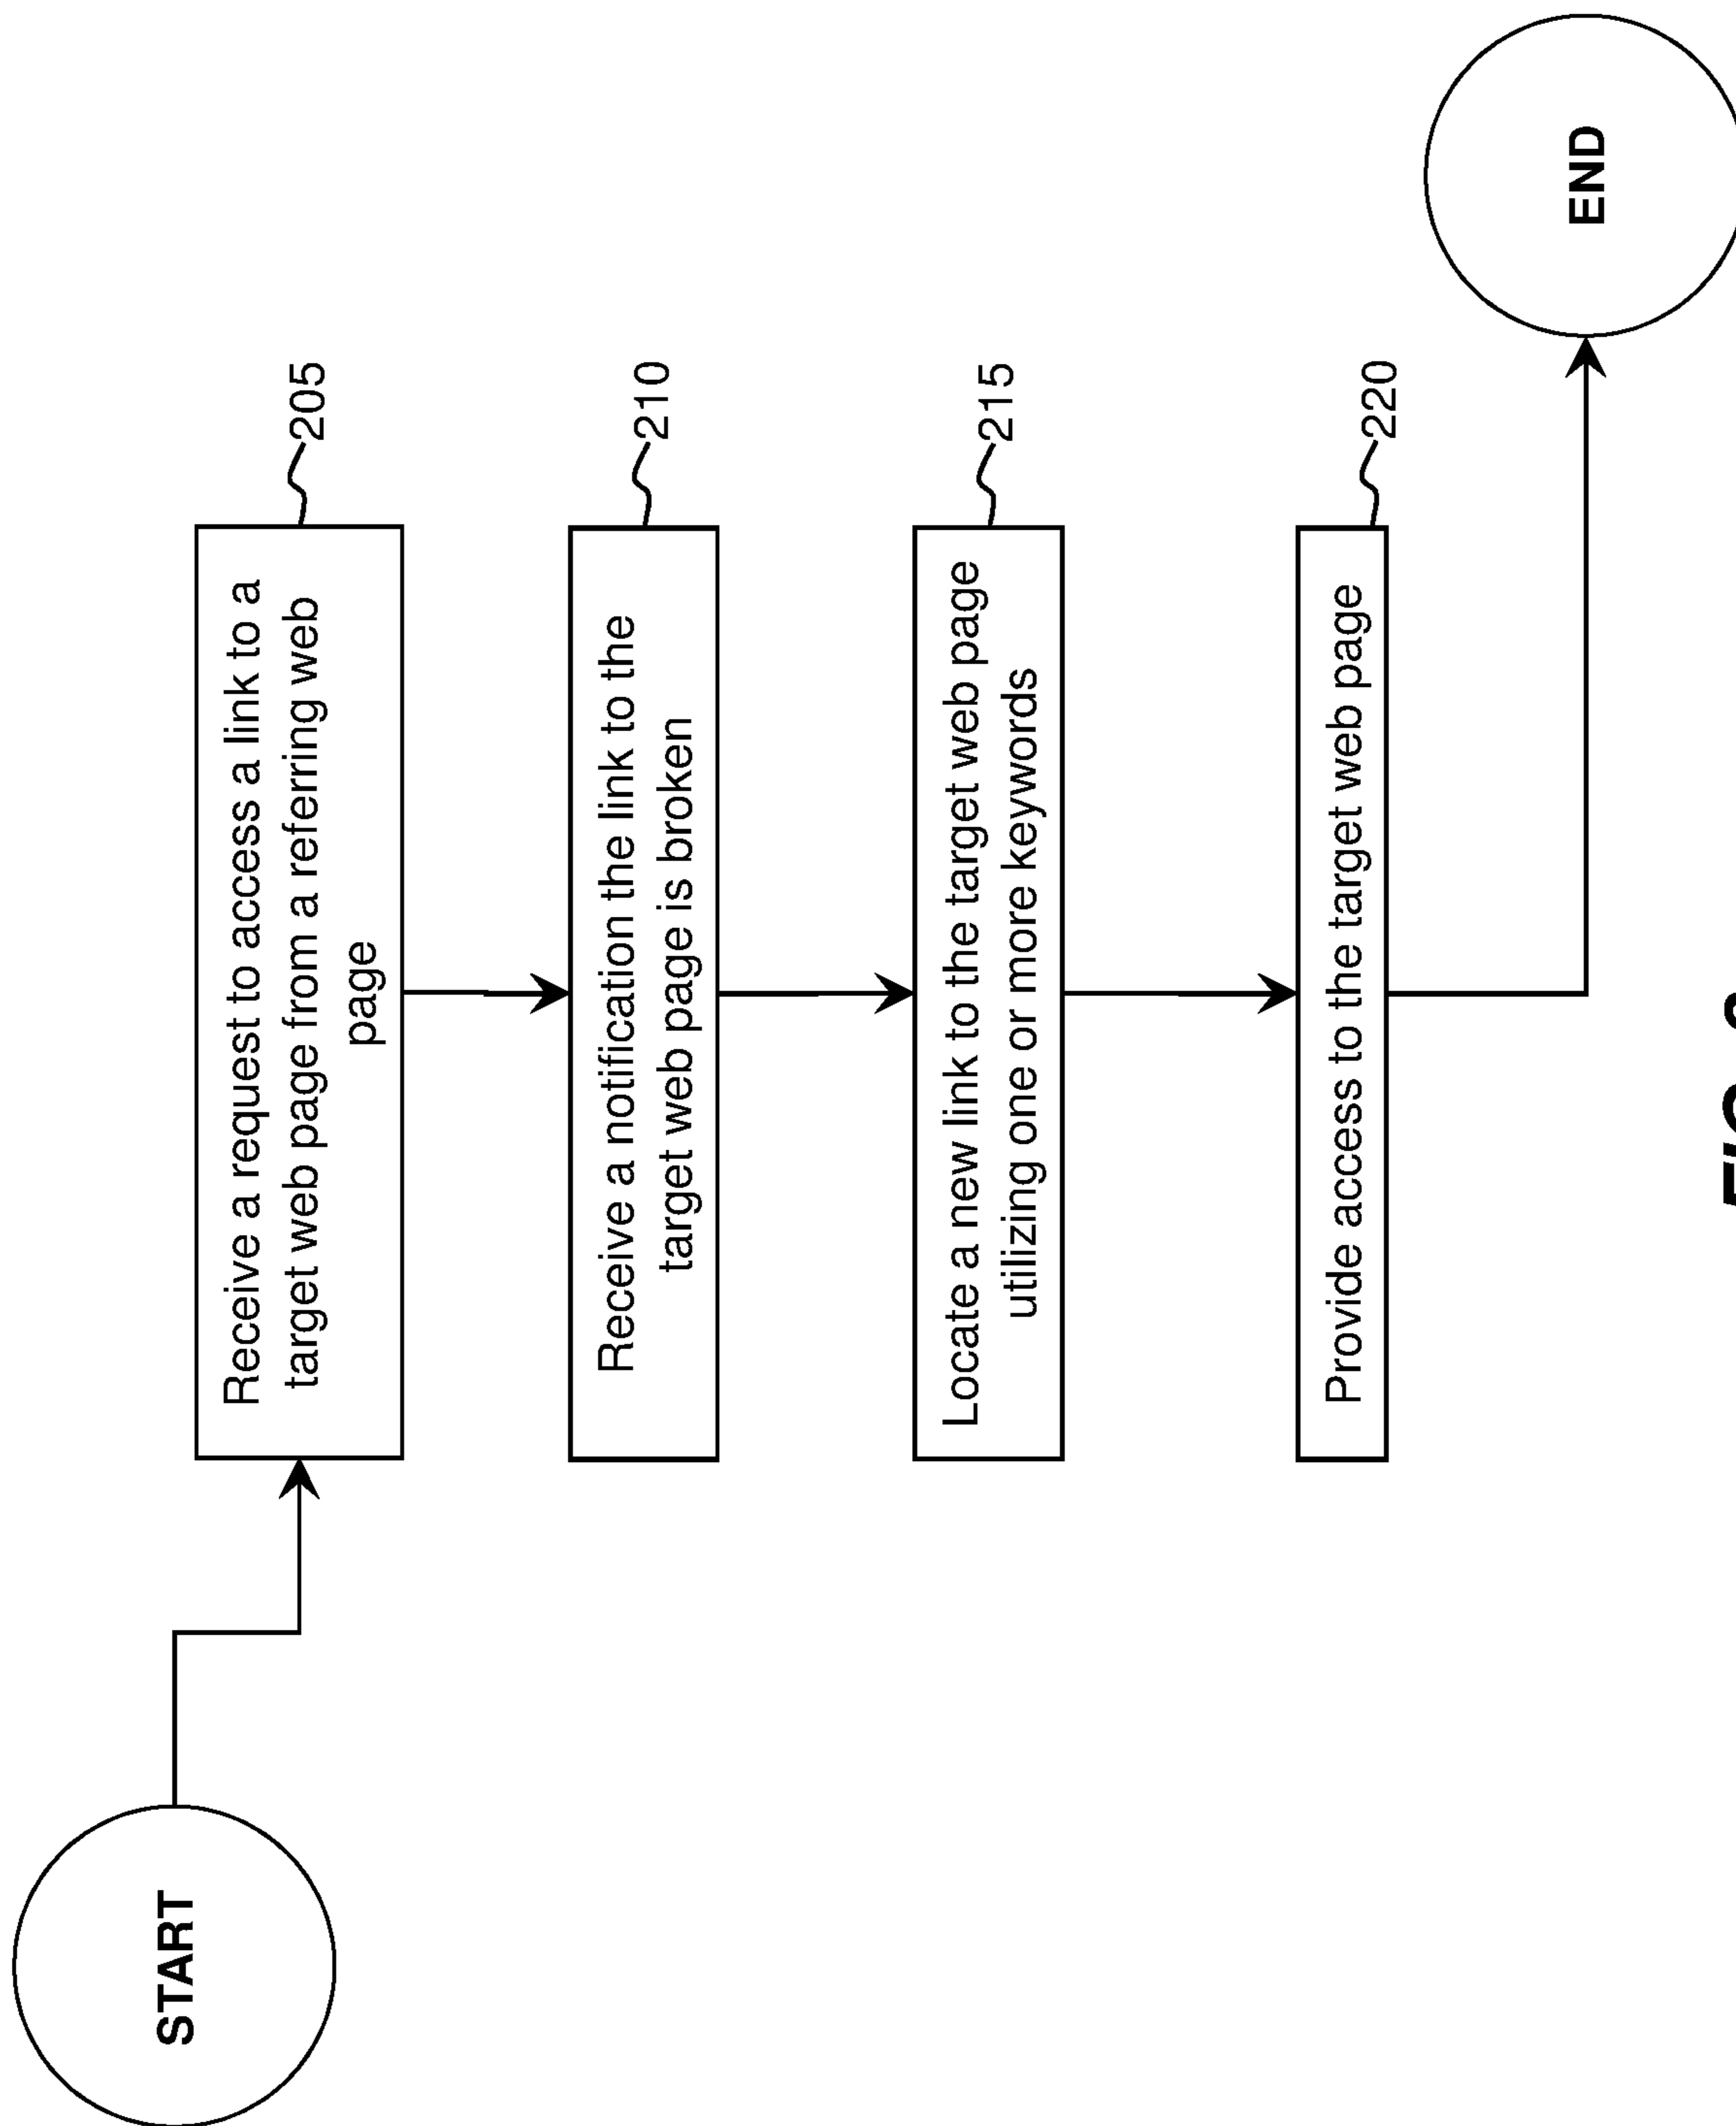 START
Receive a request to access a link to a
target web page from a referring web
page
205
Receive a notification the link to the
target web page is broken
210
Locate a new link to the target web page
utilizing one or more keywords
215
Provide access to the target web page
220
END